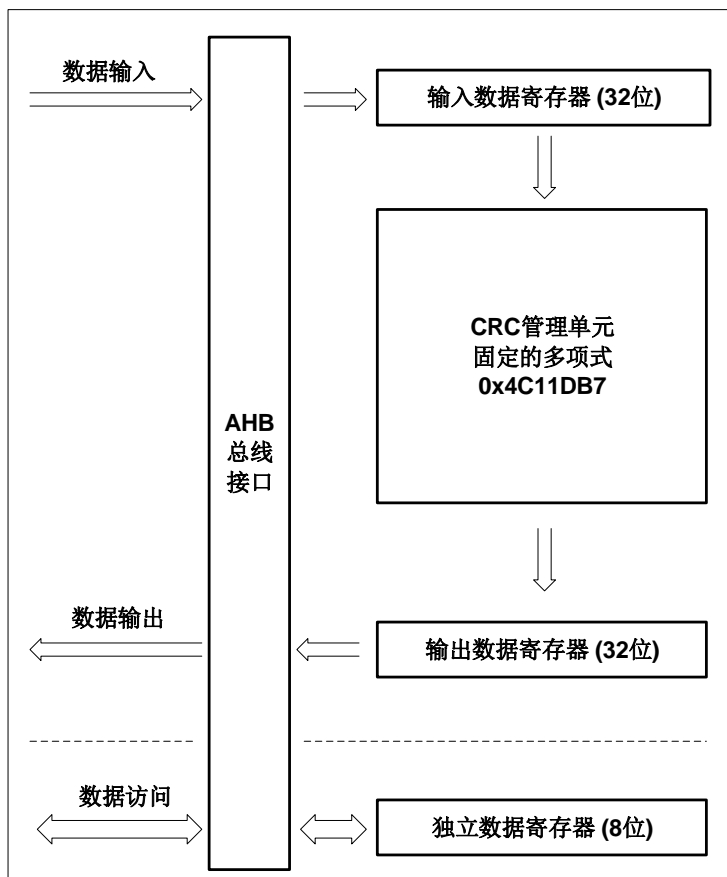 数据输入
输入数据寄存器 (32位)
CRC管理单元
固定的多项式
0x4C11DB7
AHB
总线
接口
数据输出
输出数据寄存器 (32位)
数据访问
独立数据寄存器 (8位)